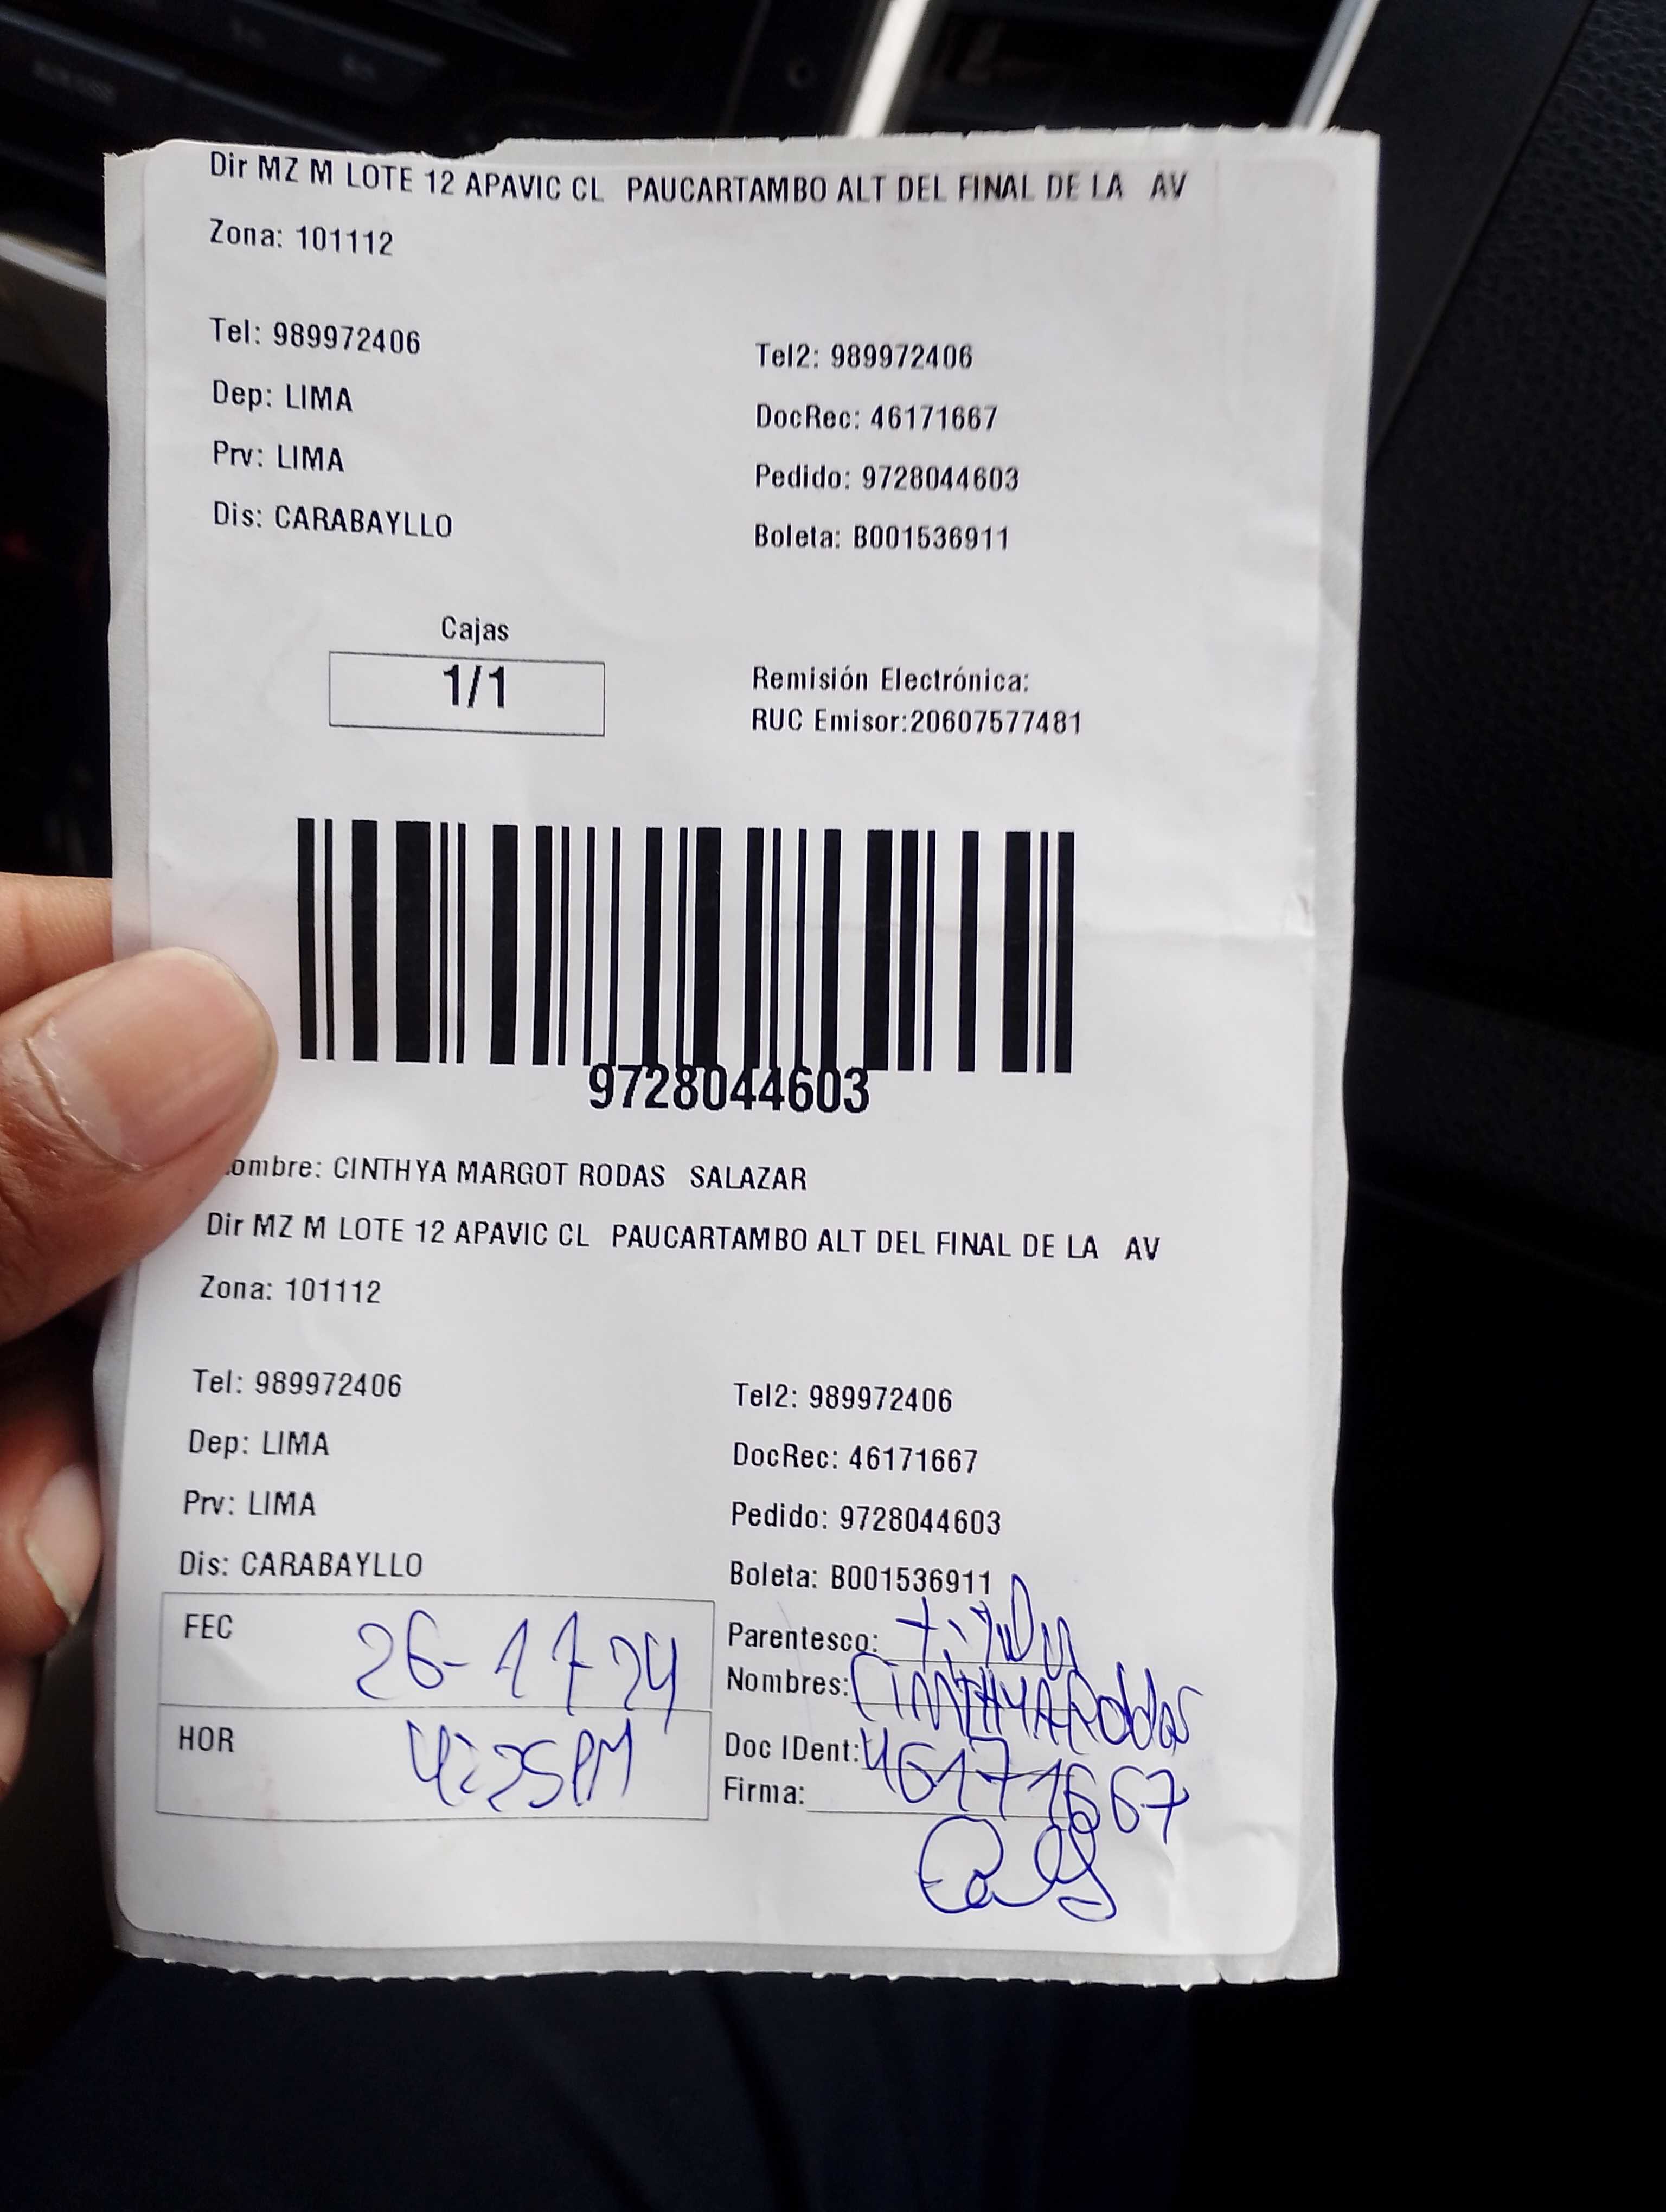 Dir MZ M LOTE 12 APAVIC CL PAUCARTAMBO ALT DEL FINAL DE LA AV
Zona: 101112
Tel: 989972406 Tel2: 989972406
Dep: LIMA DocRec: 46171667
Prv: LIMA Pedido: 9728044603
Dis: CARABAYLLO Boleta: B001536911
Cajas
1/1
Remisión Electrónica:
RUC Emisor:20607577481
9728044603
ombre: CINTHYA MARGOT RODAS SALAZAR
Dir MZ M LOTE 12 APAVIC CL PAUCARTAMBO ALT DEL FINAL DE LA AV
Zona: 101112
Tel: 989972406 Tel2: 989972406
Dep: LIMA DocRec: 46171667
Prv: LIMA Pedido: 9728044603
Dis: CARABAYLLO Boleta: B001536911
FEC 26-11-24
HOR 4:25PM
Parentesco:
Nombres: CINTHYA Rodas
Doc IDent: 46171667
Firma: